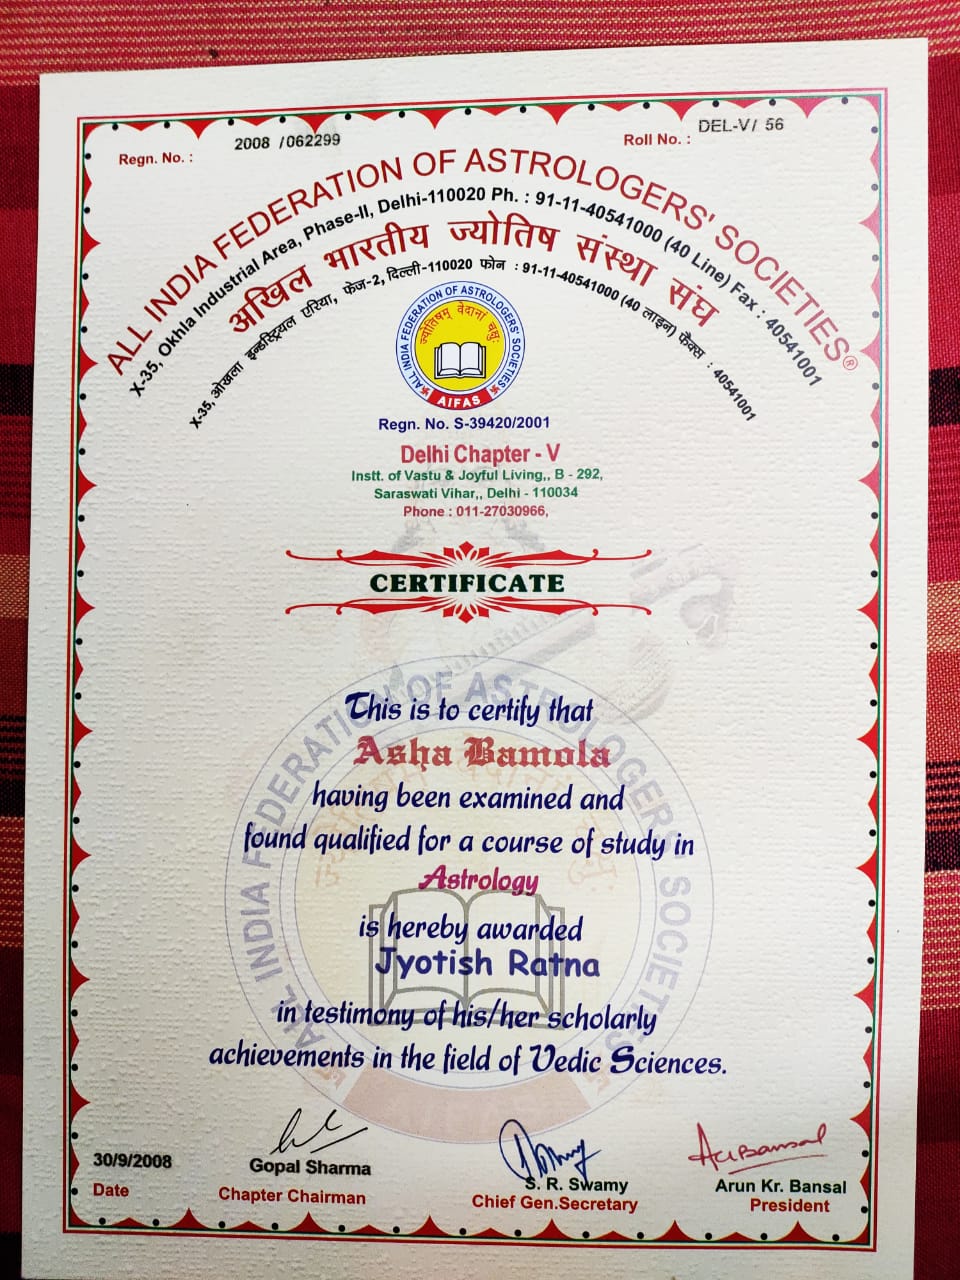 Regn. No. : 2008 /062299
Roll No. : DEL-V/ 56
ALL INDIA FEDERATION OF ASTROLOGERS' SOCIETIES®
X-35, Okhla Industrial Area, Phase-II, Delhi-110020 Ph. : 91-11-40541000 (40 Line) Fax : 40541001
अखिल भारतीय ज्योतिष संस्था संघ
X-35, ओखला इन्डस्ट्रियल एरिया, फेज-2, दिल्ली-110020 फोन : 91-11-40541000 (40 लाइन) फैक्स : 40541001
ALL INDIA FEDERATION OF ASTROLOGERS' SOCIETIES
ज्योतिषम् वेदानां चक्षुः
AIFAS
Regn. No. S-39420/2001
Delhi Chapter - V
Instt. of Vastu & Joyful Living,, B - 292,
Saraswati Vihar,, Delhi - 110034
Phone : 011-27030966,
CERTIFICATE
This is to certify that
Asha Bamola
having been examined and
found qualified for a course of study in
Astrology
is hereby awarded
Jyotish Ratna
in testimony of his/her scholarly
achievements in the field of Vedic Sciences.
ALL INDIA FEDERATION OF ASTROLOGERS' SOCIETIES
30/9/2008
Date
Gopal Sharma
Chapter Chairman
S. R. Swamy
Chief Gen.Secretary
Arun Kr. Bansal
President